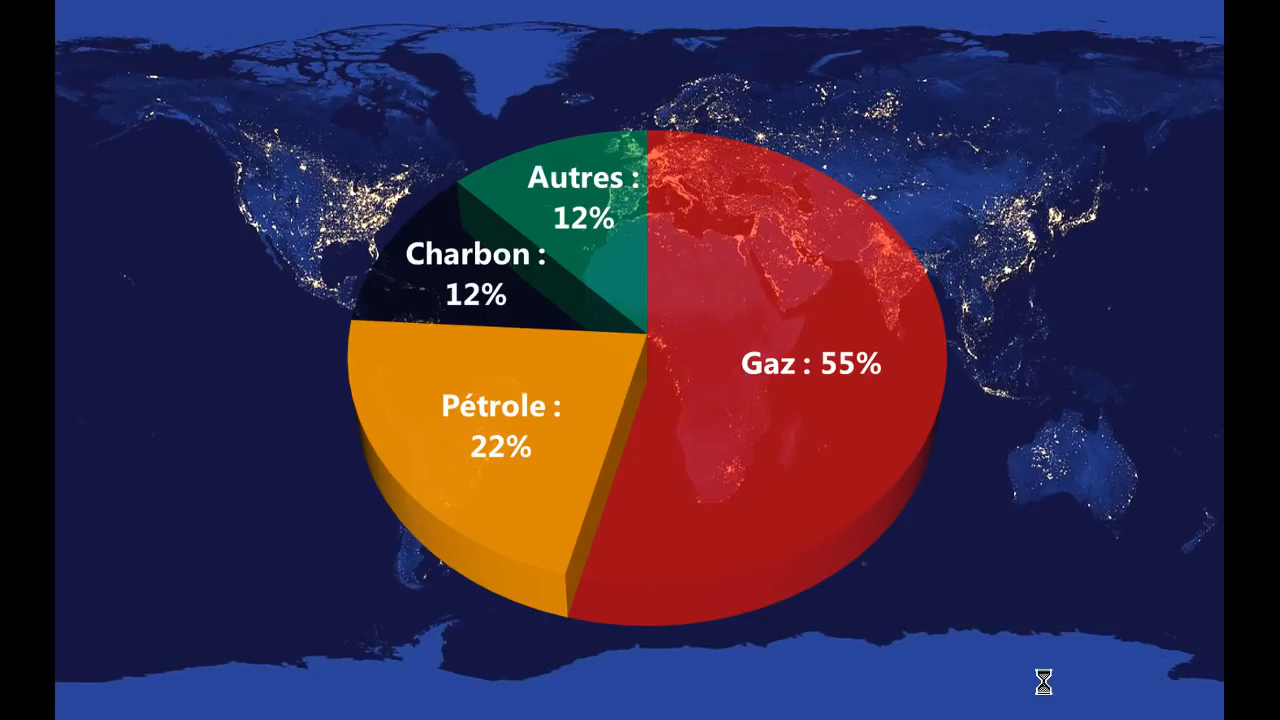 Autres :
12%
Charbon :
12%
Gaz : 55%
Pétrole :
22%